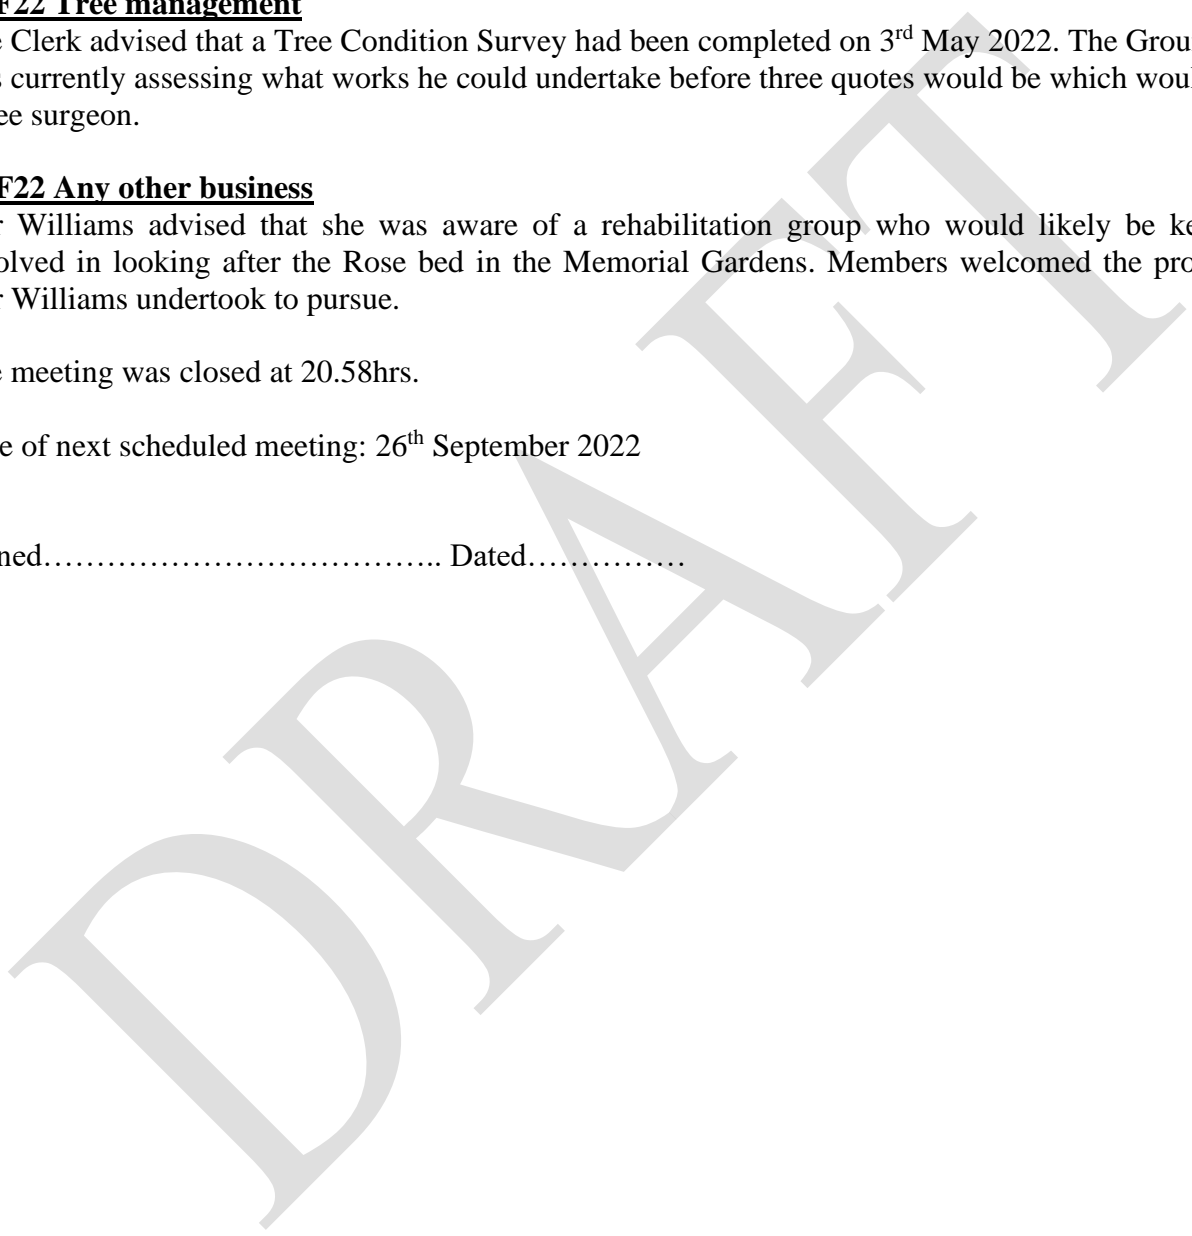 F22 Tree management
e Clerk advised that a Tree Condition Survey had been completed on 3rd May 2022. The Grou
s currently assessing what works he could undertake before three quotes would be which woul
ee surgeon.
F22 Any other business
r Williams advised that she was aware of a rehabilitation group who would likely be ke
olved in looking after the Rose bed in the Memorial Gardens. Members welcomed the pro
r Williams undertook to pursue.
e meeting was closed at 20.58hrs.
e of next scheduled meeting: 26th September 2022
ned……………………………….. Dated……………
DRAFT